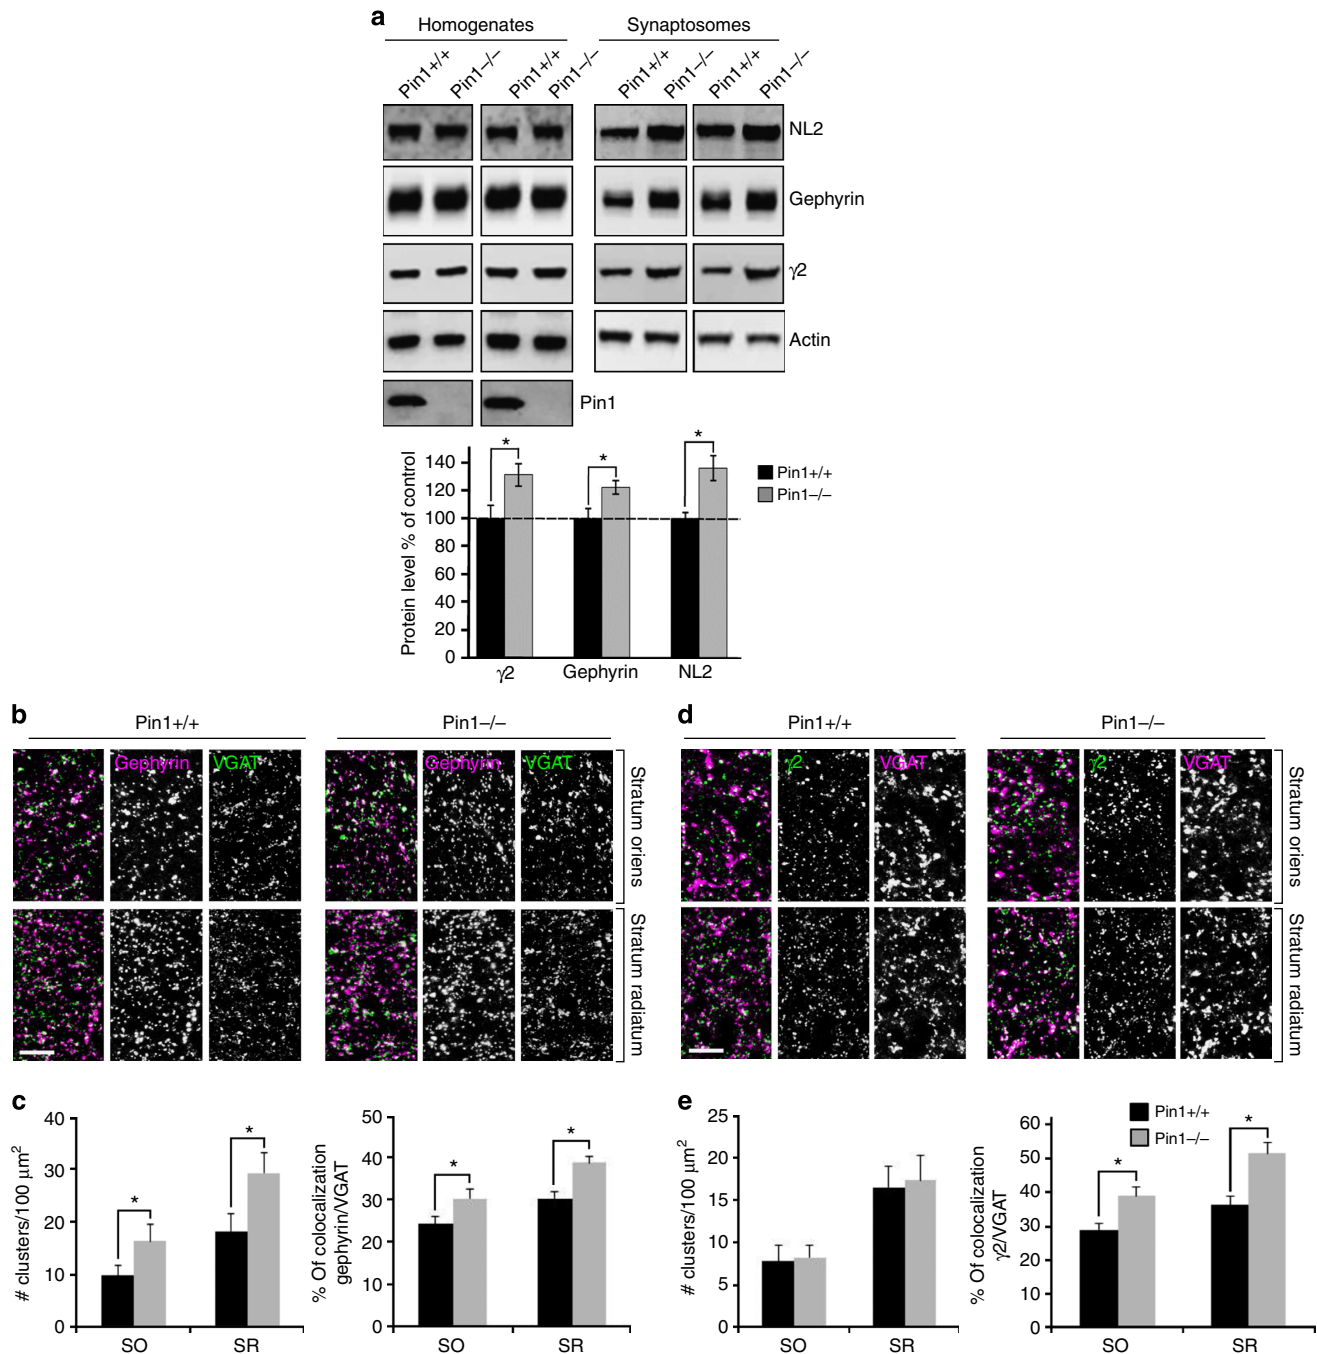 a
Homogenates
Synaptosomes
Pin1+/+ Pin1–/– Pin1+/+ Pin1–/– Pin1+/+ Pin1–/– Pin1+/+ Pin1–/–
NL2
Gephyrin
γ2
Actin
Pin1
Protein level % of control
140
120
100
80
60
40
20
0
* * *
γ2 Gephyrin NL2
Pin1+/+
Pin1–/–
b
Pin1+/+ Pin1–/–
Gephyrin VGAT Gephyrin VGAT
Stratum oriens
Stratum radiatum
d
Pin1+/+ Pin1–/–
γ2 VGAT γ2 VGAT
Stratum oriens
Stratum radiatum
c
# clusters/100 μm²
40
30
20
10
0
* *
SO SR
% Of colocalization
gephyrin/VGAT
50
40
30
20
10
0
* *
SO SR
e
# clusters/100 μm²
25
20
15
10
5
0
SO SR
% Of colocalization
γ2/VGAT
60
50
40
30
20
10
0
Pin1+/+
Pin1–/–
* *
SO SR